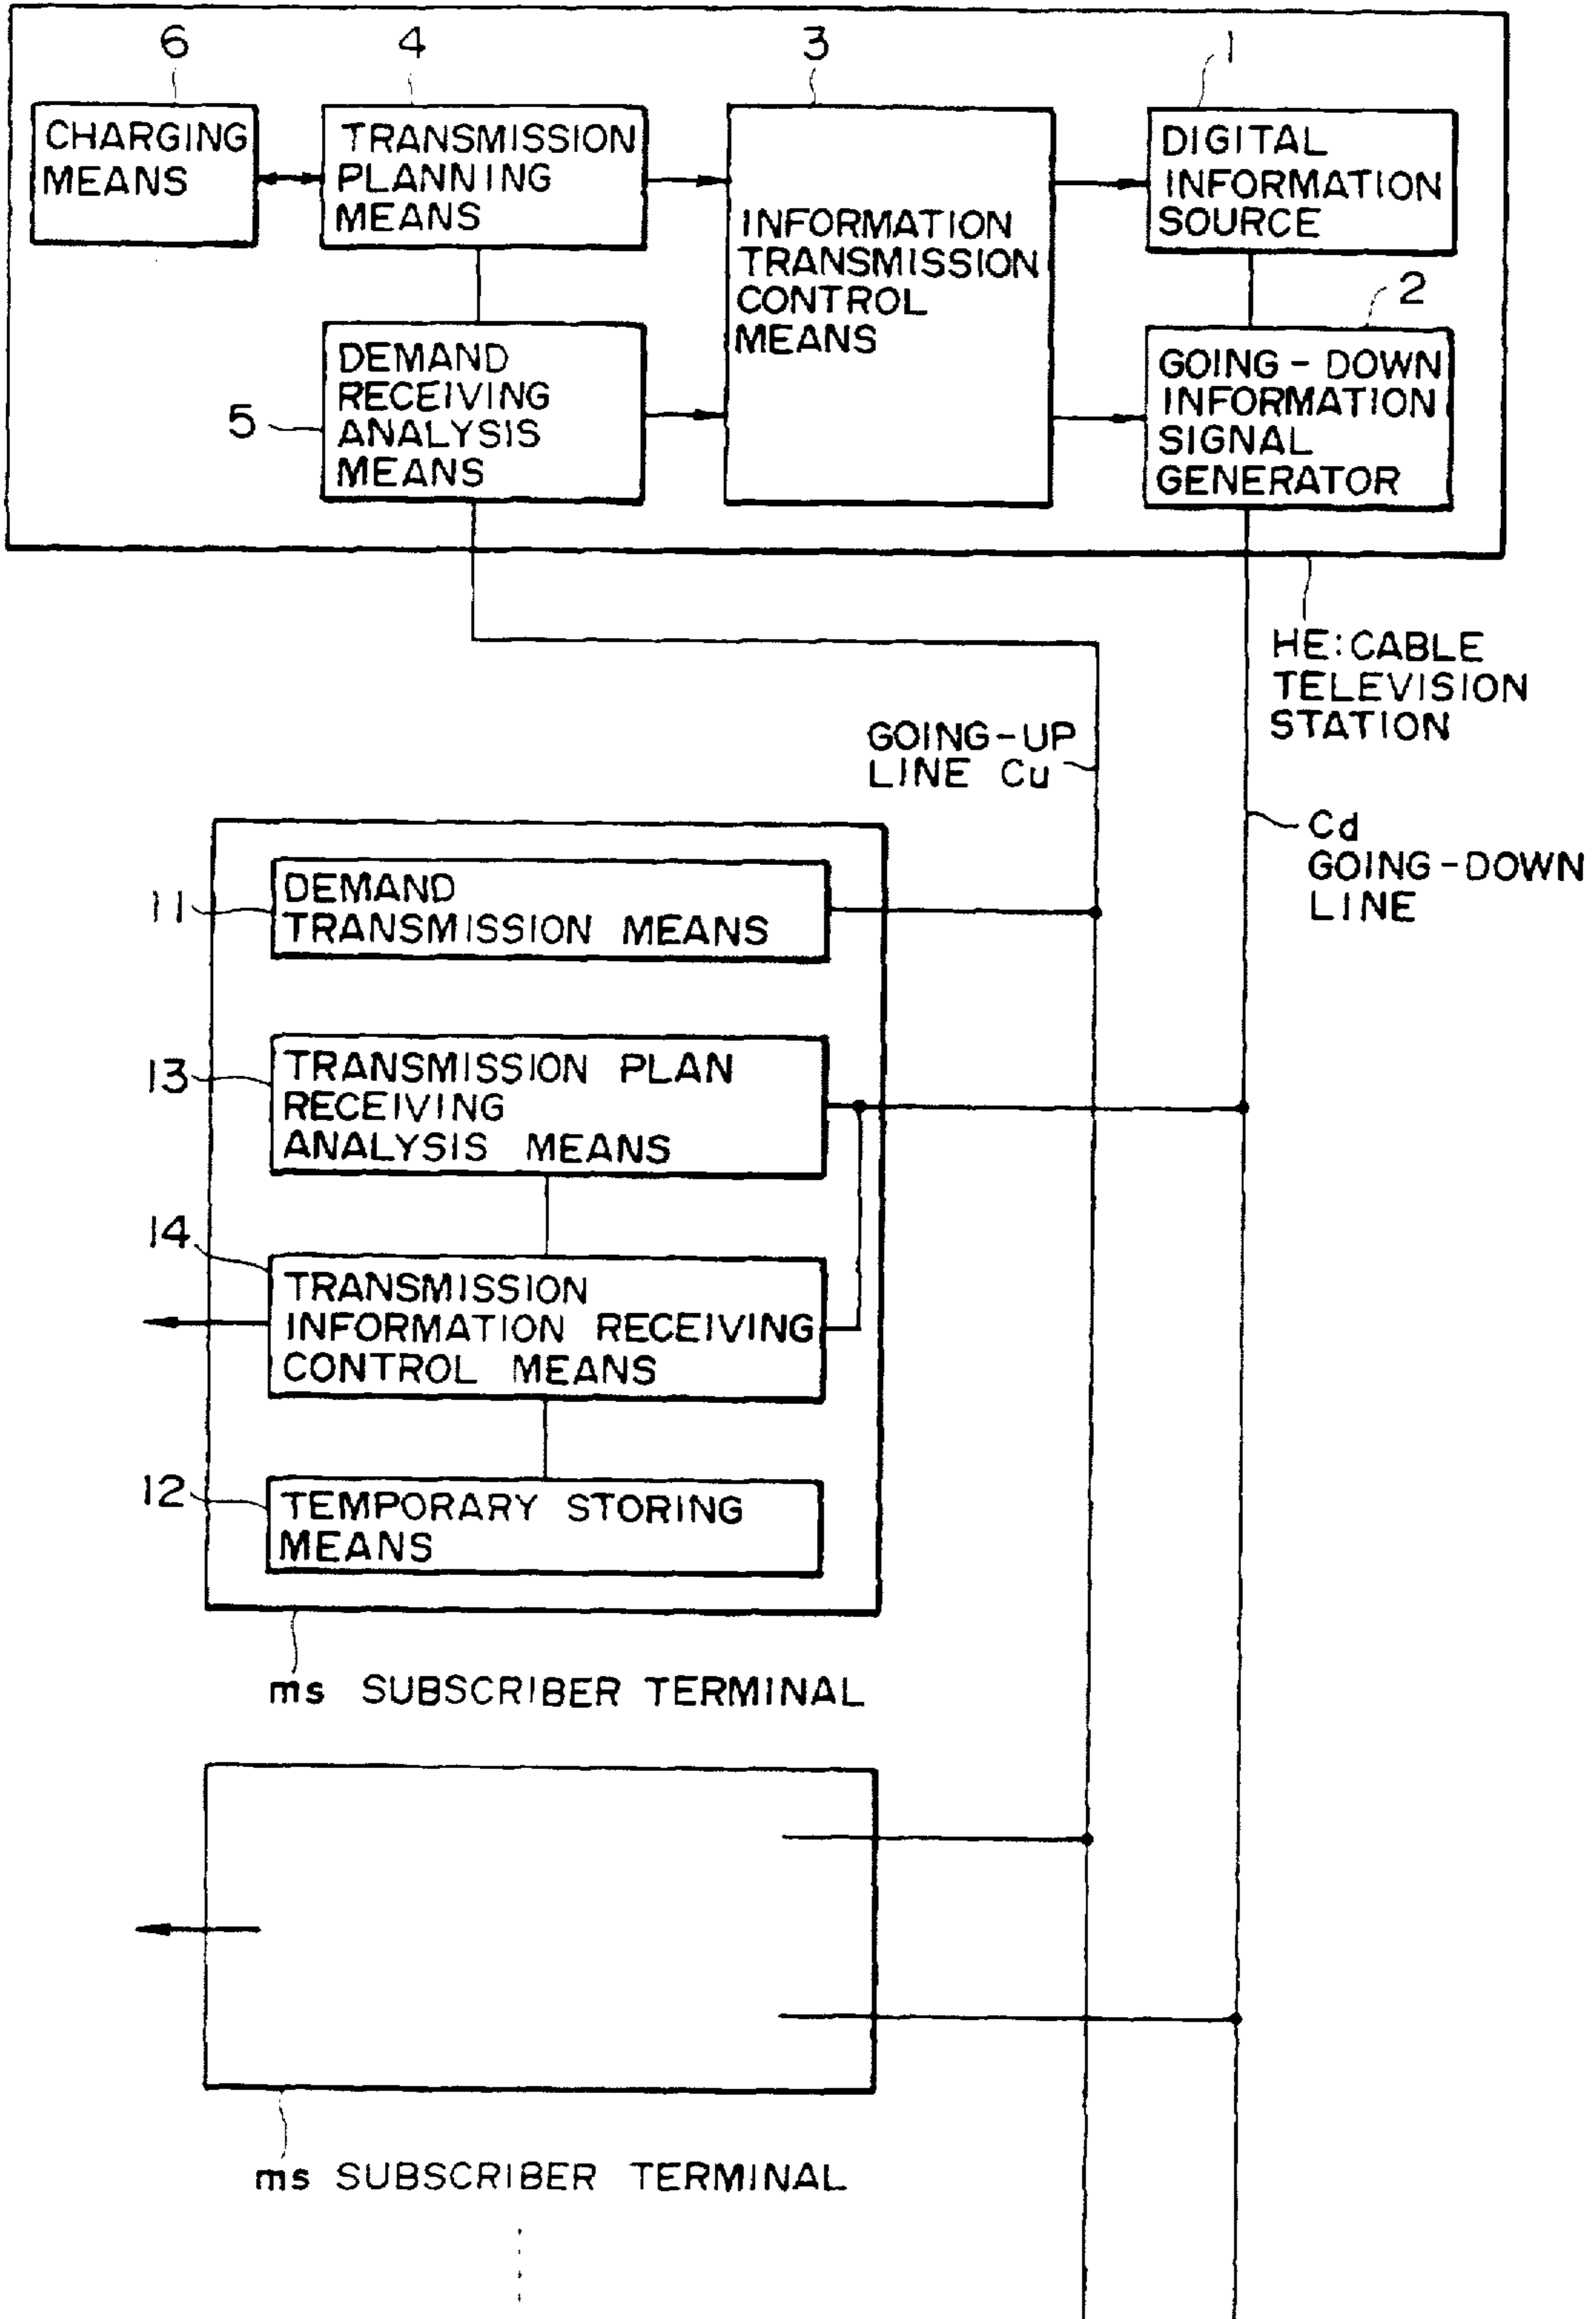 6
4
3
1
CHARGING
MEANS
TRANSMISSION
PLANNING
MEANS
INFORMATION
TRANSMISSION
CONTROL
MEANS
DIGITAL
INFORMATION
SOURCE
2
5
DEMAND
RECEIVING
ANALYSIS
MEANS
GOING-DOWN
INFORMATION
SIGNAL
GENERATOR
HE:CABLE
TELEVISION
STATION
GOING-UP
LINE Cu
Cd
GOING-DOWN
LINE
11
DEMAND
TRANSMISSION MEANS
13
TRANSMISSION PLAN
RECEIVING
ANALYSIS MEANS
14
TRANSMISSION
INFORMATION RECEIVING
CONTROL MEANS
12
TEMPORARY STORING
MEANS
ms SUBSCRIBER TERMINAL
ms SUBSCRIBER TERMINAL